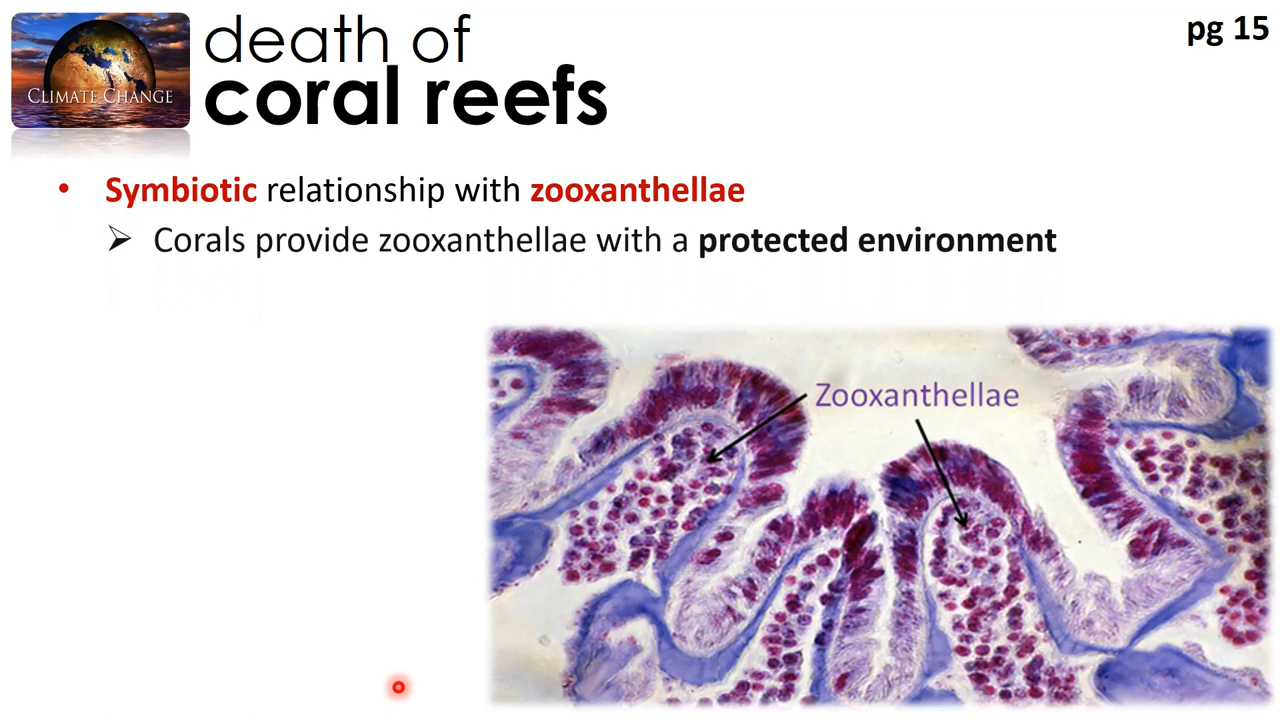 pg 15
CLIMATE CHANGE
death of
coral reefs
• Symbiotic relationship with zooxanthellae
➢ Corals provide zooxanthellae with a protected environment
Zooxanthellae